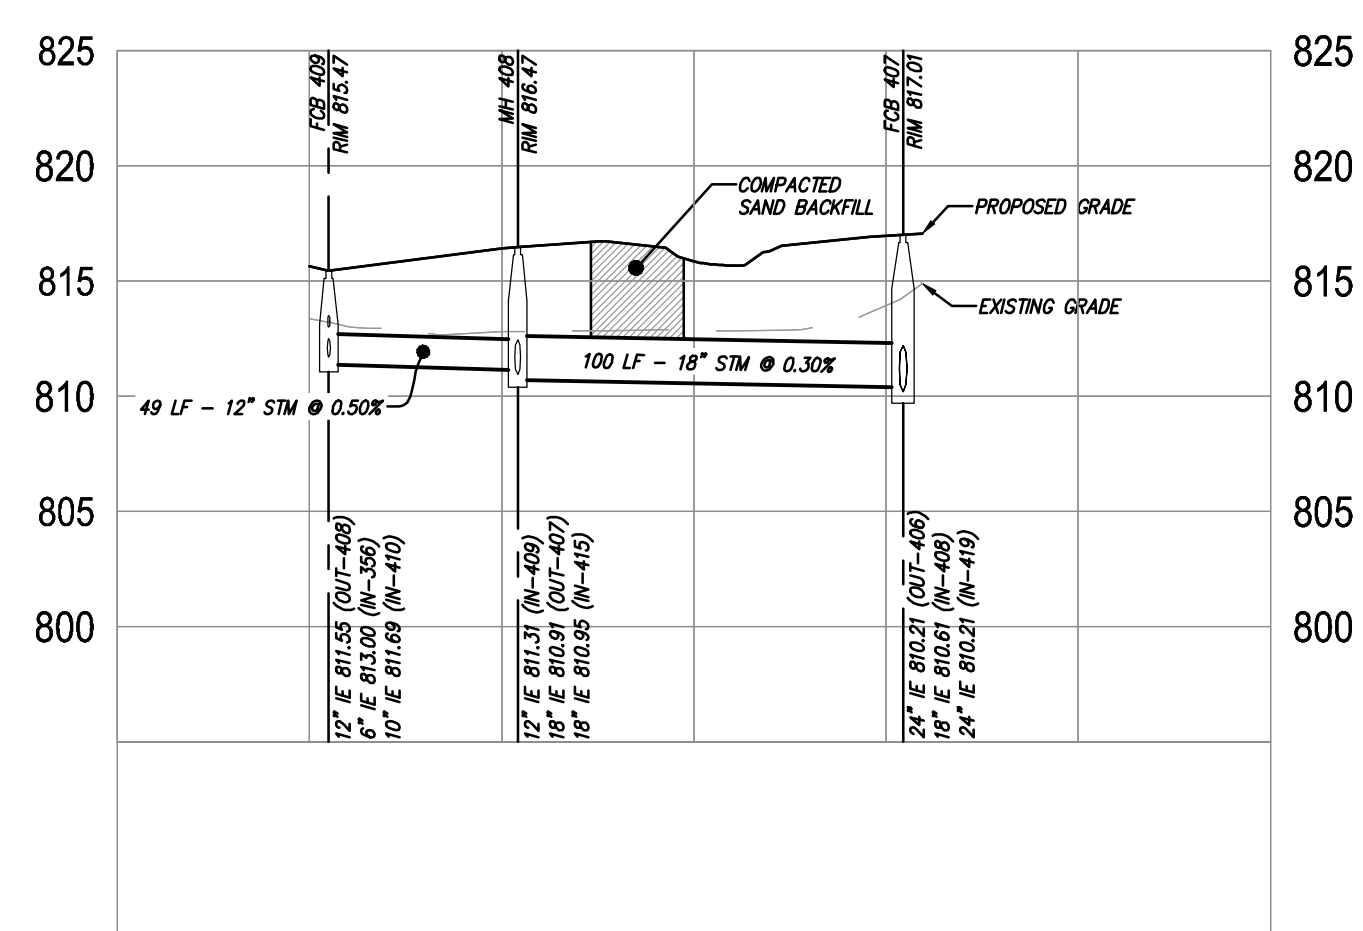 825
825
FCB 409
RIM 815.47
MH 408
RIM 816.47
FCB 407
RIM 817.01
820
820
COMPACTED
SAND BACKFILL
PROPOSED GRADE
815
815
EXISTING GRADE
100 LF - 18" STM @ 0.30%
810
810
49 LF - 12" STM @ 0.50%
805
805
12" IE 811.55 (OUT-408)
6" IE 813.00 (IN-356)
10" IE 811.69 (IN-410)
12" IE 811.31 (IN-409)
18" IE 810.91 (OUT-407)
18" IE 810.95 (IN-415)
24" IE 810.21 (OUT-406)
18" IE 810.61 (IN-408)
24" IE 810.21 (IN-419)
800
800